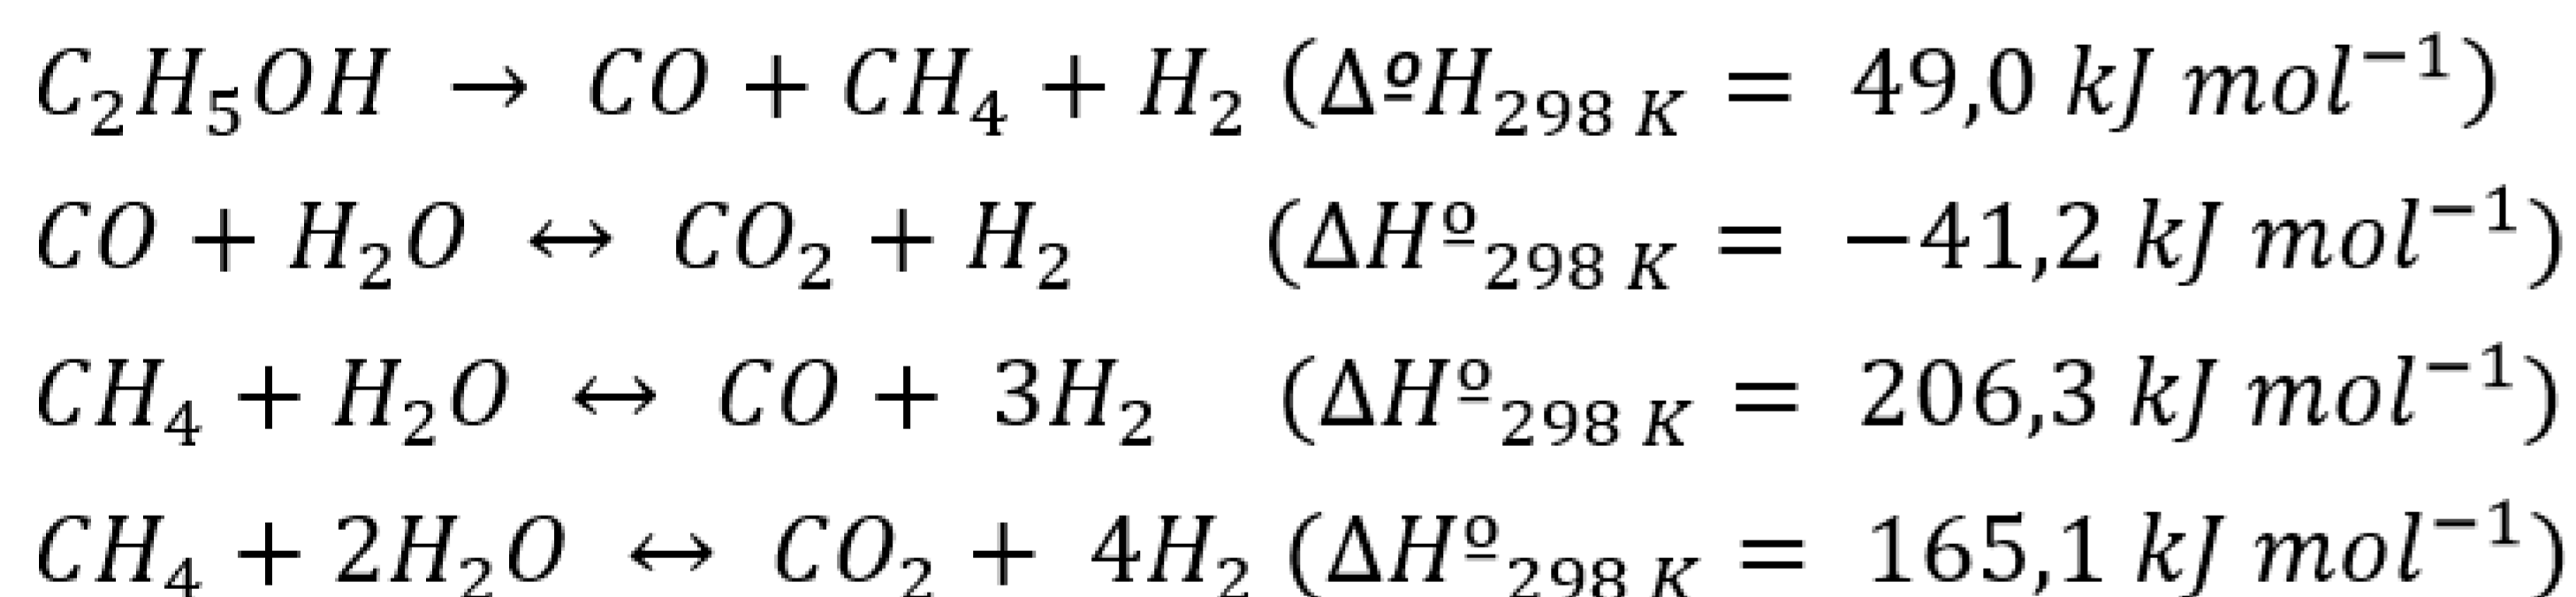 C₂H₅OH → CO + CH₄ + H₂ (ΔºH₂₉₈ K = 49,0 kJ mol⁻¹)
CO + H₂O ↔ CO₂ + H₂ (ΔHº₂₉₈ K = −41,2 kJ mol⁻¹)
CH₄ + H₂O ↔ CO + 3H₂ (ΔHº₂₉₈ K = 206,3 kJ mol⁻¹)
CH₄ + 2H₂O ↔ CO₂ + 4H₂ (ΔHº₂₉₈ K = 165,1 kJ mol⁻¹)